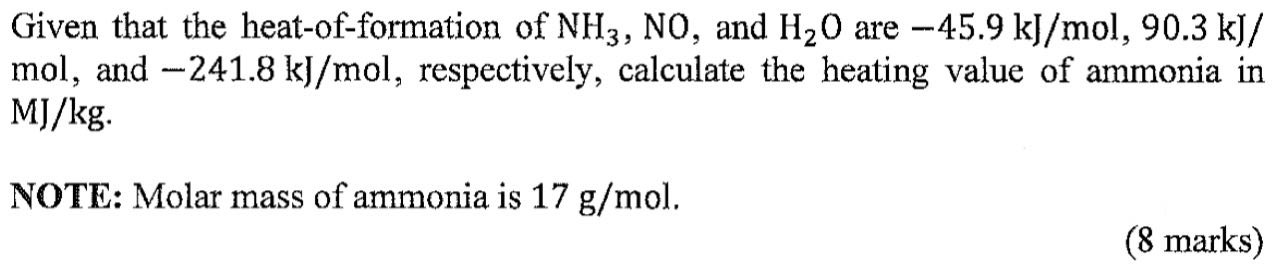 Given that the heat-of-formation of NH₃, NO, and H₂O are −45.9 kJ/mol, 90.3 kJ/
mol, and −241.8 kJ/mol, respectively, calculate the heating value of ammonia in
MJ/kg.
NOTE: Molar mass of ammonia is 17 g/mol.
(8 marks)